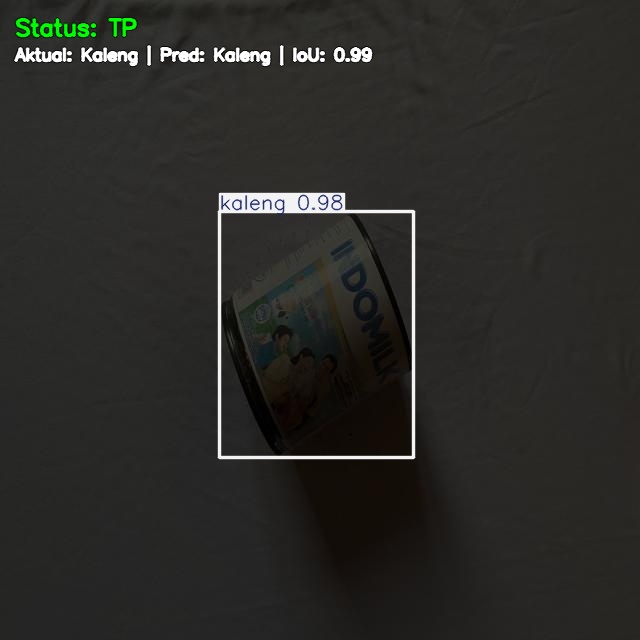 Status: TP
Aktual: Kaleng | Pred: Kaleng | IoU: 0.99
kaleng 0.98
INDOMILK